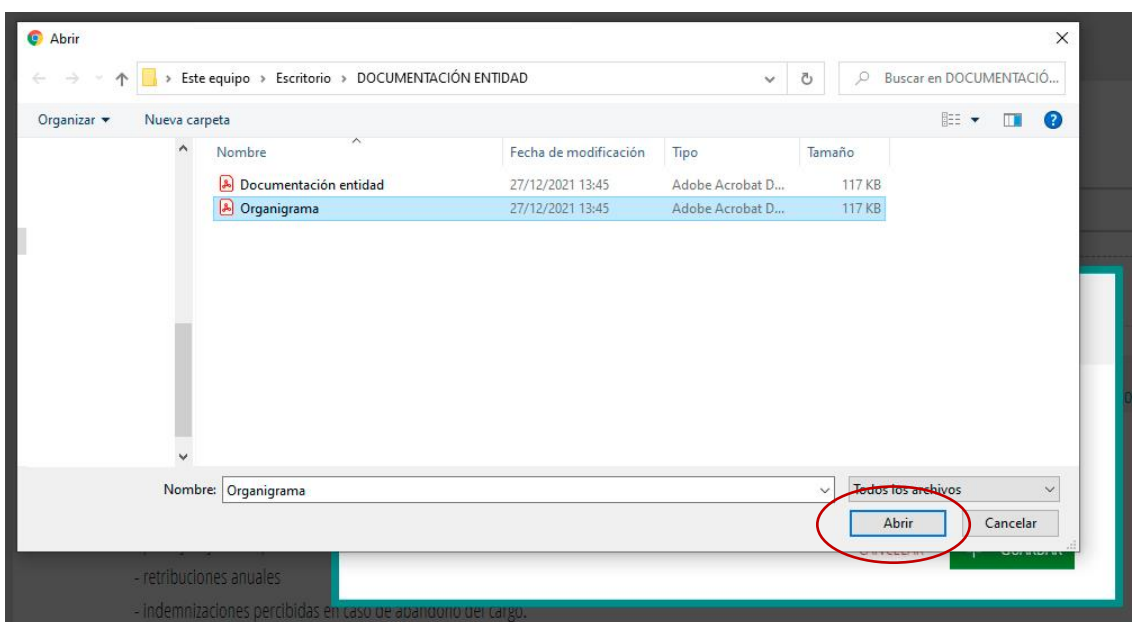 Abrir
Este equipo > Escritorio > DOCUMENTACIÓN ENTIDAD
Buscar en DOCUMENTACIÓ...
Organizar Nueva carpeta
Nombre Fecha de modificación Tipo Tamaño
Documentación entidad 27/12/2021 13:45 Adobe Acrobat D... 117 KB
Organigrama 27/12/2021 13:45 Adobe Acrobat D... 117 KB
Nombre: Organigrama Todos los archivos
Abrir Cancelar
CANCELAR GUARDAR
- retribuciones anuales
- indemnizaciones percibidas en caso de abandono del cargo.